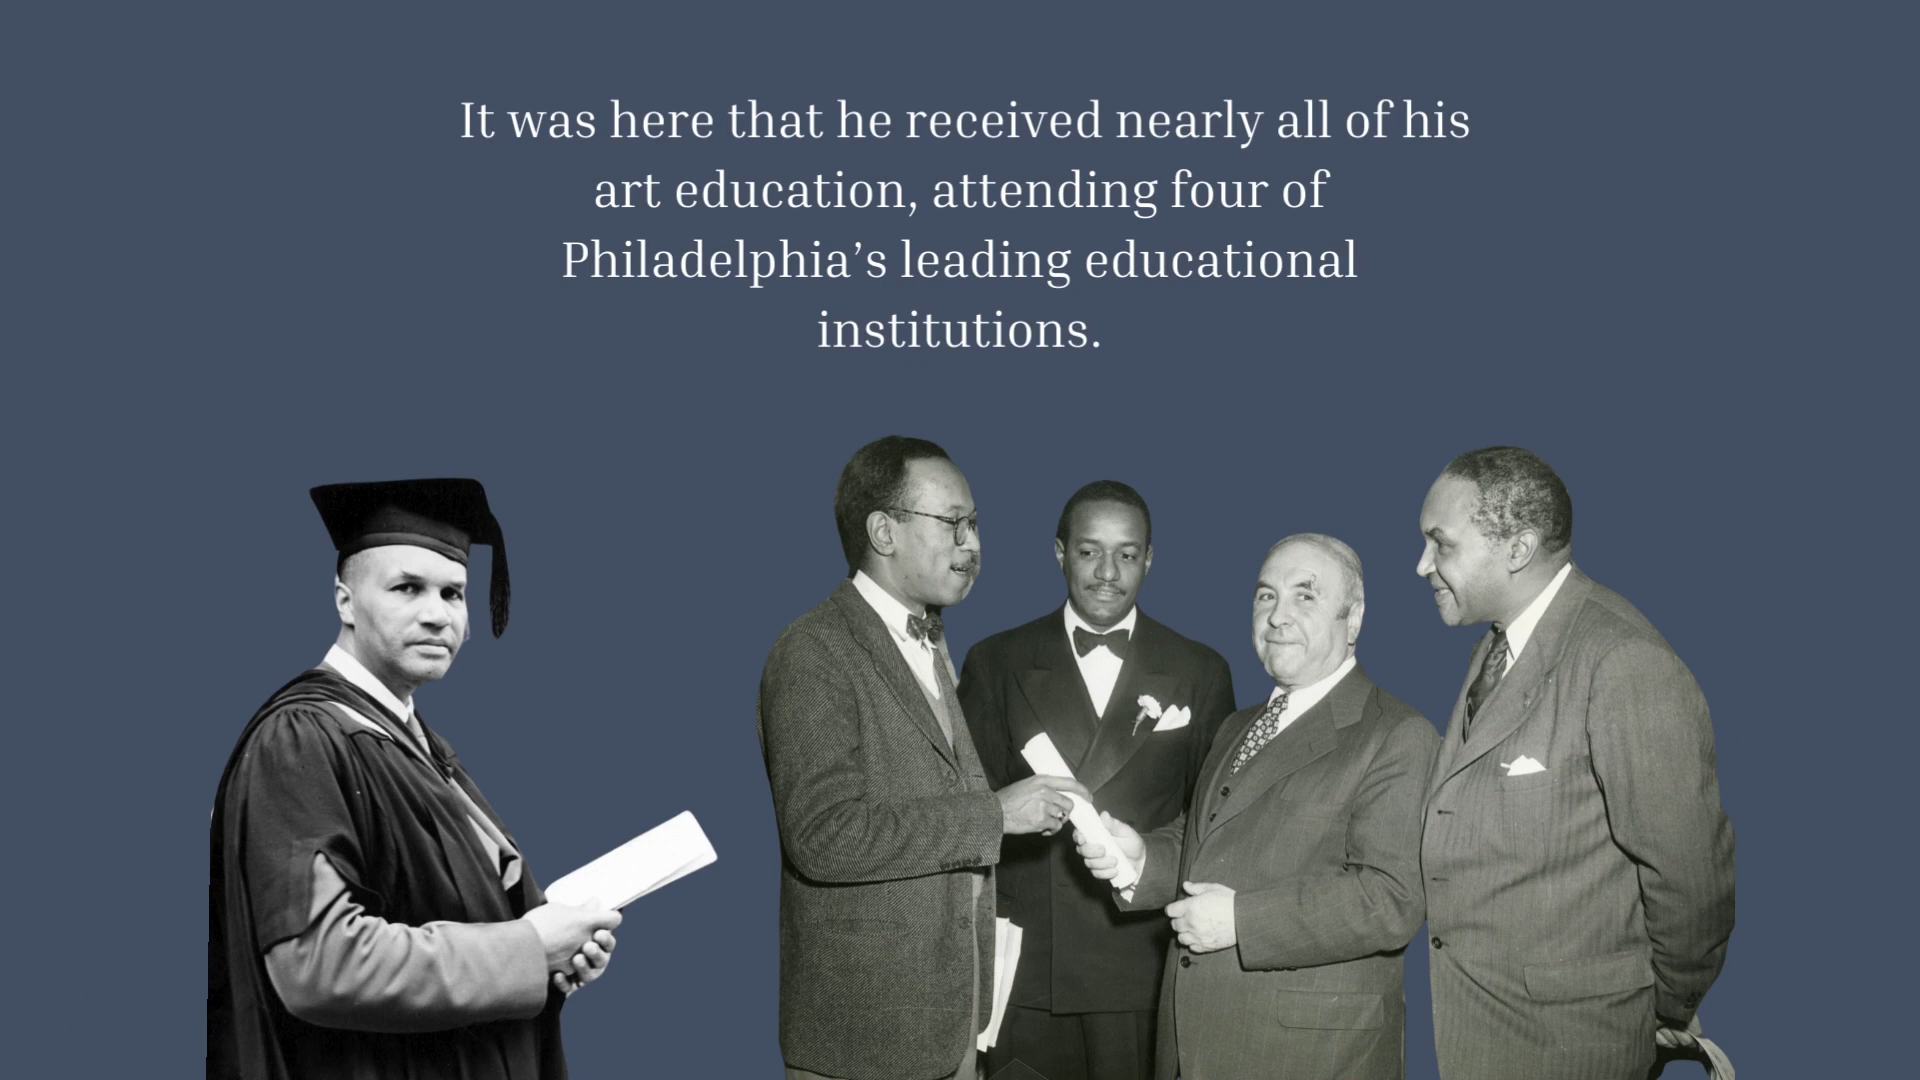 It was here that he received nearly all of his
art education, attending four of
Philadelphia’s leading educational
institutions.